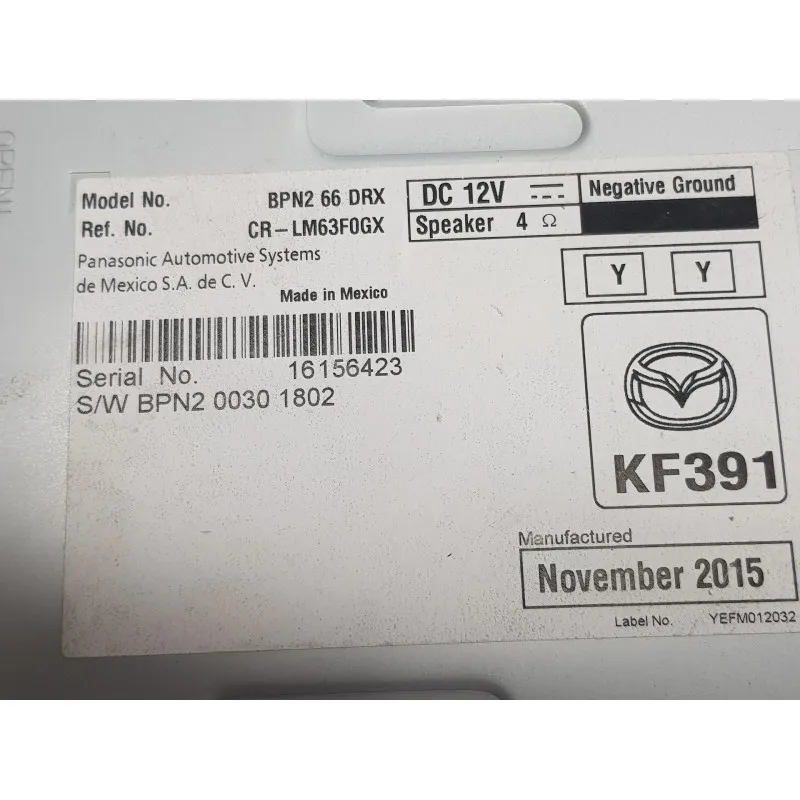 OPEN
Model No. BPN2 66 DRX
Ref. No. CR-LM63F0GX
DC 12V
Negative Ground
Speaker 4 Ω
Panasonic Automotive Systems
de Mexico S.A. de C. V.
Made in Mexico
Y Y
Serial No. 16156423
S/W BPN2 0030 1802
KF391
Manufactured
November 2015
Label No. YEFM012032